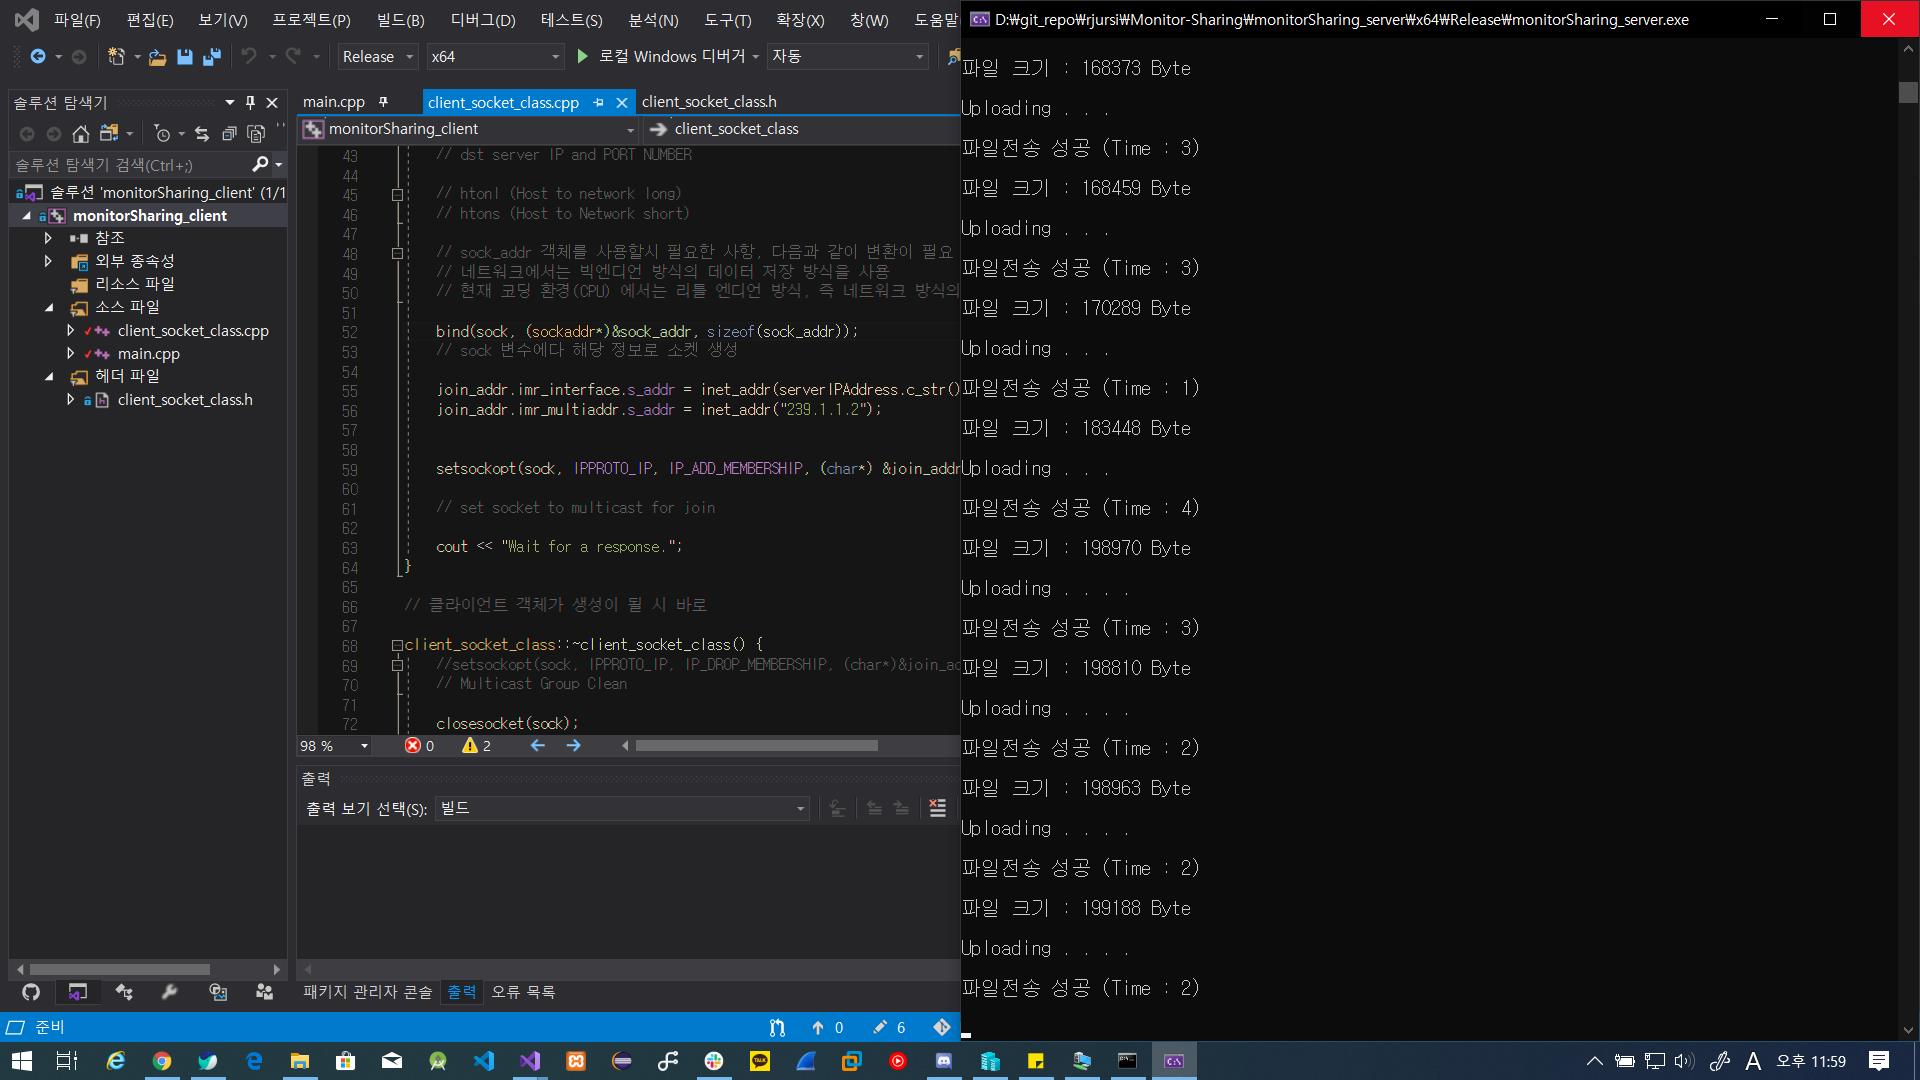 파일(F) 편집(E) 보기(V) 프로젝트(P) 빌드(B) 디버그(D) 테스트(S) 분석(N) 도구(T) 확장(X) 창(W) 도움말
Release x64 로컬 Windows 디버거 자동
솔루션 탐색기
솔루션 탐색기 검색(Ctrl+;)
솔루션 'monitorSharing_client' (1/1
monitorSharing_client
참조
외부 종속성
리소스 파일
소스 파일
client_socket_class.cpp
main.cpp
헤더 파일
client_socket_class.h
main.cpp client_socket_class.cpp client_socket_class.h
monitorSharing_client client_socket_class
43 // dst server IP and PORT NUMBER
44
45 // htonl (Host to network long)
46 // htons (Host to Network short)
47
48 // sock_addr 객체를 사용할시 필요한 사항, 다음과 같이 변환이 필요
49 // 네트워크에서는 빅엔디언 방식의 데이터 저장 방식을 사용
50 // 현재 코딩 환경(CPU) 에서는 리틀 엔디언 방식, 즉 네트워크 방식의
51
52 bind(sock, (sockaddr*)&sock_addr, sizeof(sock_addr));
53 // sock 변수에다 해당 정보로 소켓 생성
54
55 join_addr.imr_interface.s_addr = inet_addr(serverIPAddress.c_str()
56 join_addr.imr_multiaddr.s_addr = inet_addr("239.1.1.2");
57
58
59 setsockopt(sock, IPPROTO_IP, IP_ADD_MEMBERSHIP, (char*) &join_addr
60
61 // set socket to multicast for join
62
63 cout << "Wait for a response.";
64 }
65
66 // 클라이언트 객체가 생성이 될 시 바로
67
68 client_socket_class::~client_socket_class() {
69 //setsockopt(sock, IPPROTO_IP, IP_DROP_MEMBERSHIP, (char*)&join_ad
70 // Multicast Group Clean
71
72 closesocket(sock);
98 % 0 2
출력
출력 보기 선택(S): 빌드
패키지 관리자 콘솔 출력 오류 목록
준비 0 6
D:₩git_repo₩rjursi₩Monitor-Sharing₩monitorSharing_server₩x64₩Release₩monitorSharing_server.exe
파일 크기 : 168373 Byte
Uploading . . .
파일전송 성공 (Time : 3)
파일 크기 : 168459 Byte
Uploading . . .
파일전송 성공 (Time : 3)
파일 크기 : 170289 Byte
Uploading . . .
파일전송 성공 (Time : 1)
파일 크기 : 183448 Byte
Uploading . . .
파일전송 성공 (Time : 4)
파일 크기 : 198970 Byte
Uploading . . . .
파일전송 성공 (Time : 3)
파일 크기 : 198810 Byte
Uploading . . . .
파일전송 성공 (Time : 2)
파일 크기 : 198963 Byte
Uploading . . . .
파일전송 성공 (Time : 2)
파일 크기 : 199188 Byte
Uploading . . . .
파일전송 성공 (Time : 2)
TALK
A 오후 11:59